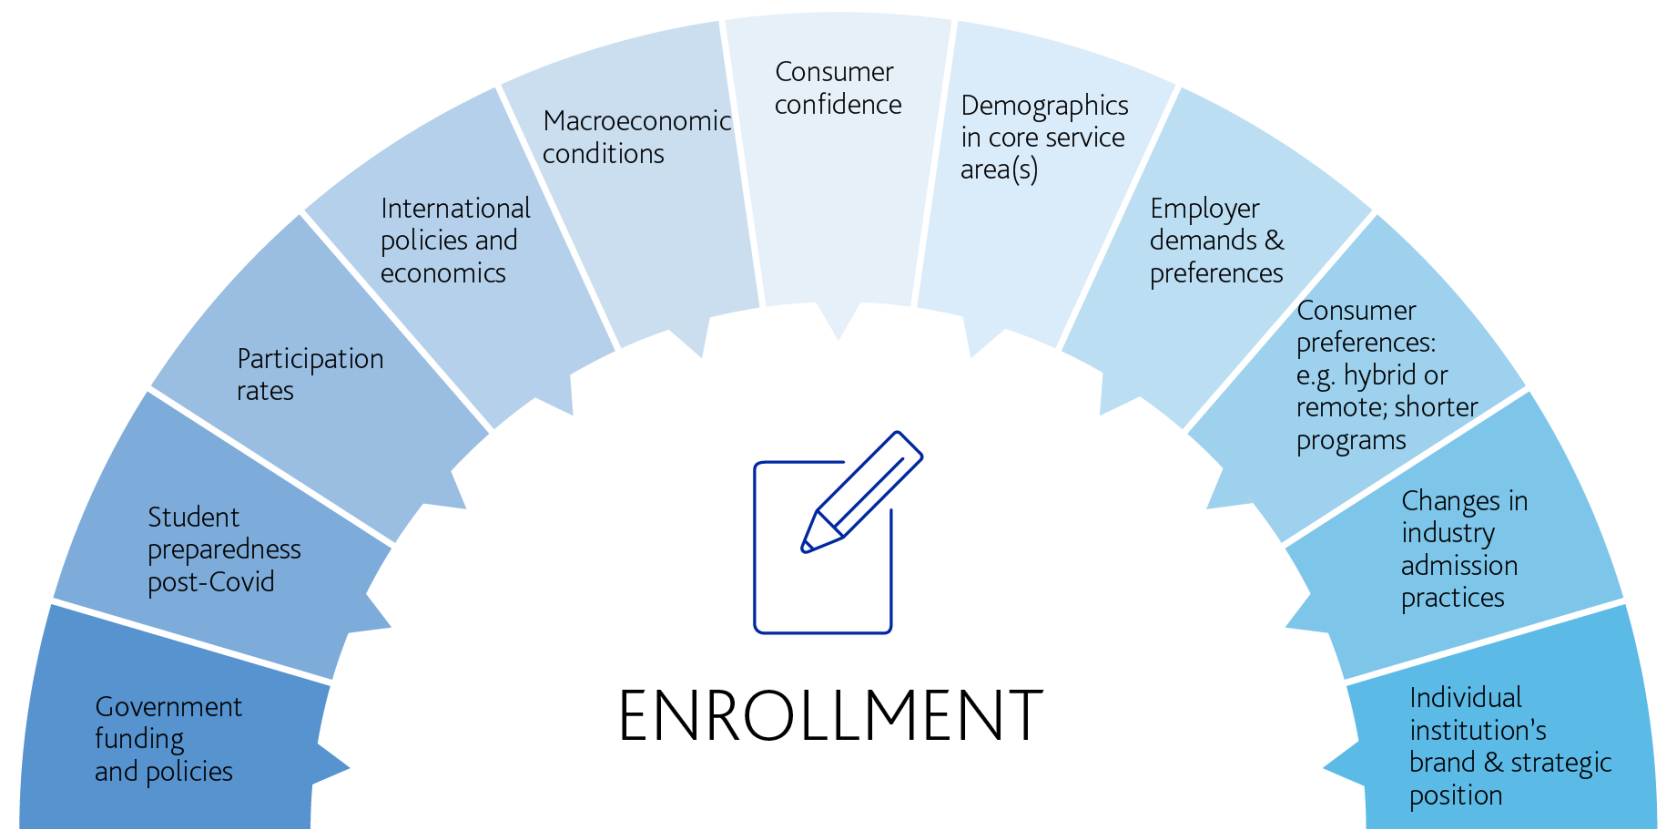 Government
funding
and policies
Student
preparedness
post-Covid
Participation
rates
International
policies and
economics
Macroeconomic
conditions
Consumer
confidence
Demographics
in core service
area(s)
Employer
demands &
preferences
Consumer
preferences:
e.g. hybrid or
remote; shorter
programs
Changes in
industry
admission
practices
Individual
institution’s
brand & strategic
position
ENROLLMENT